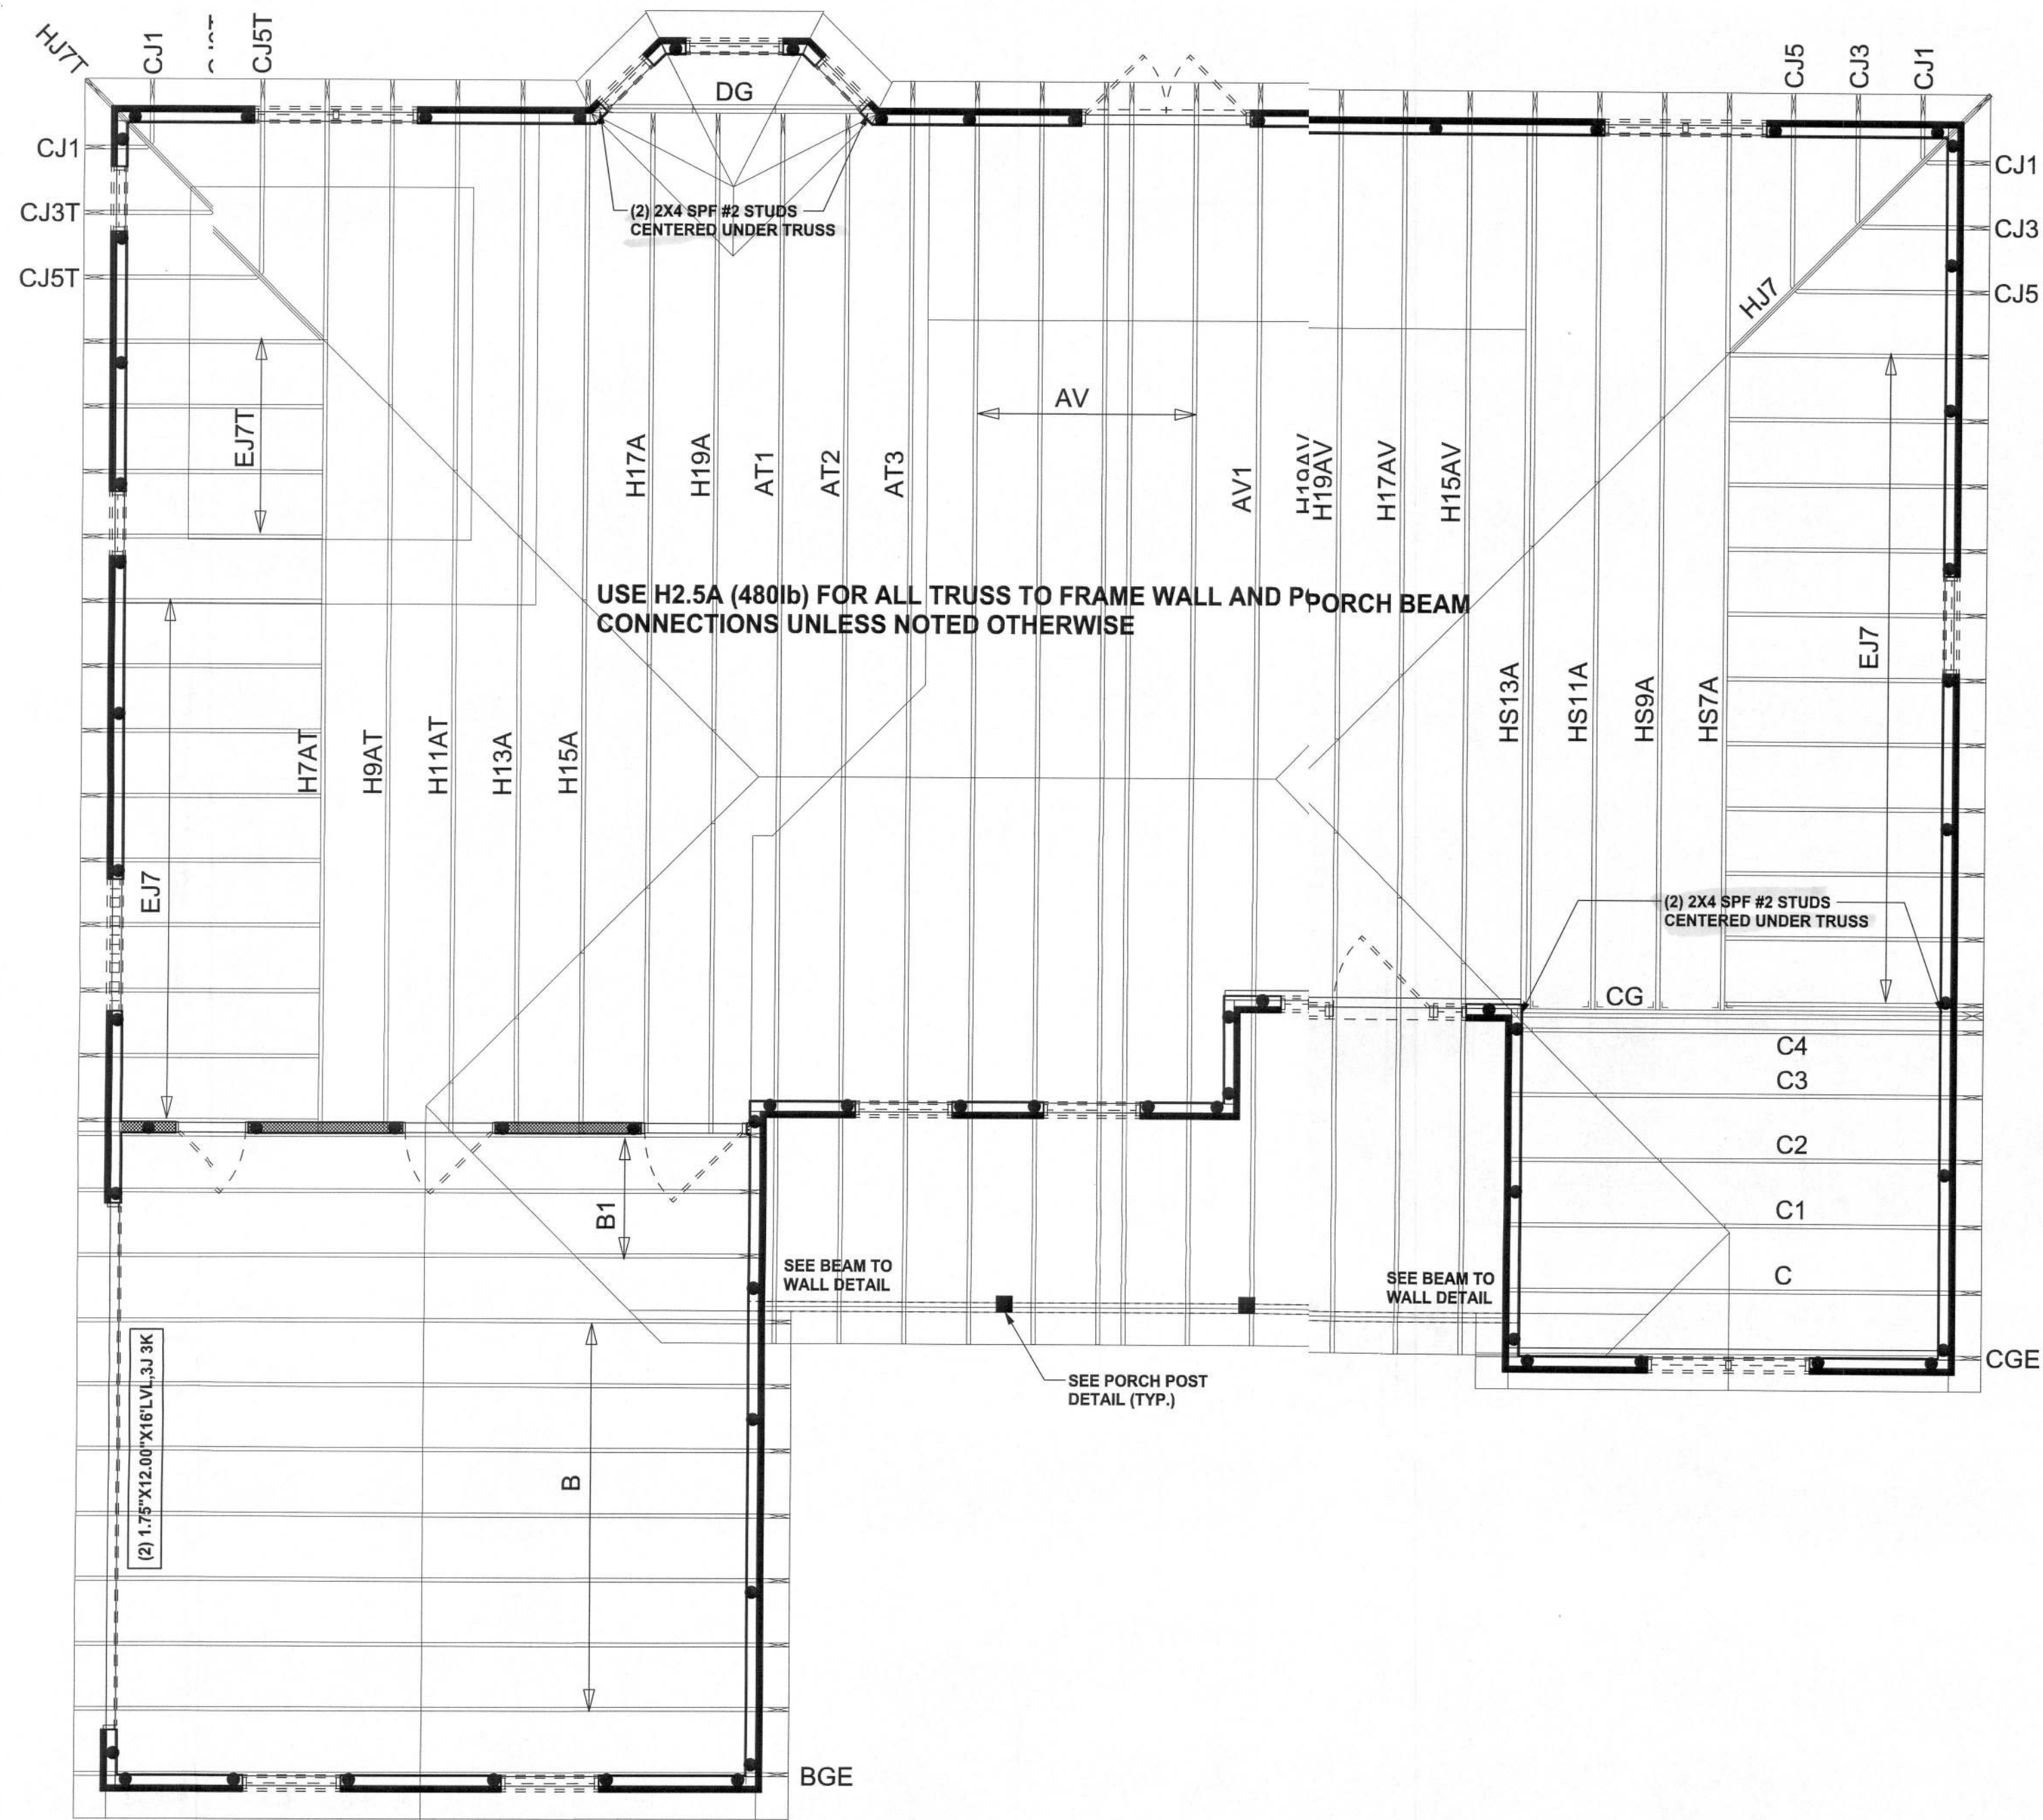 HJ7T
CJ1
CJ5T
CJ5
CJ3
CJ1
DG
CJ1
CJ1
CJ3T
(2) 2X4 SPF #2 STUDS
CENTERED UNDER TRUSS
CJ3
CJ5T
CJ5
HJ7
AV
EJ7T
H17A
H19A
AT1
AT2
AT3
AV1
H19AV
H19AV
H17AV
H15AV
USE H2.5A (480lb) FOR ALL TRUSS TO FRAME WALL AND PORCH BEAM
CONNECTIONS UNLESS NOTED OTHERWISE
EJ7
H7AT
H9AT
H11AT
H13A
H15A
HS13A
HS11A
HS9A
HS7A
EJ7
(2) 2X4 SPF #2 STUDS
CENTERED UNDER TRUSS
CG
C4
C3
C2
B1
C1
SEE BEAM TO
WALL DETAIL
SEE BEAM TO
WALL DETAIL
C
CGE
SEE PORCH POST
DETAIL (TYP.)
(2) 1.75"X12.00"X16'LVL,3J 3K
B
BGE